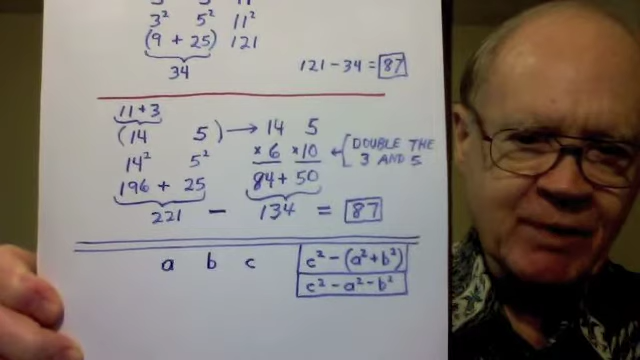 3² 5² 11²
(9 + 25) 121
34 121 − 34 = 87
11+3
(14 5) → 14 5
14² 5² × 6 × 10 ← [ DOUBLE THE 3 AND 5
196 + 25 84 + 50
221 − 134 = 87
a b c c² − (a² + b²)
c² − a² − b²